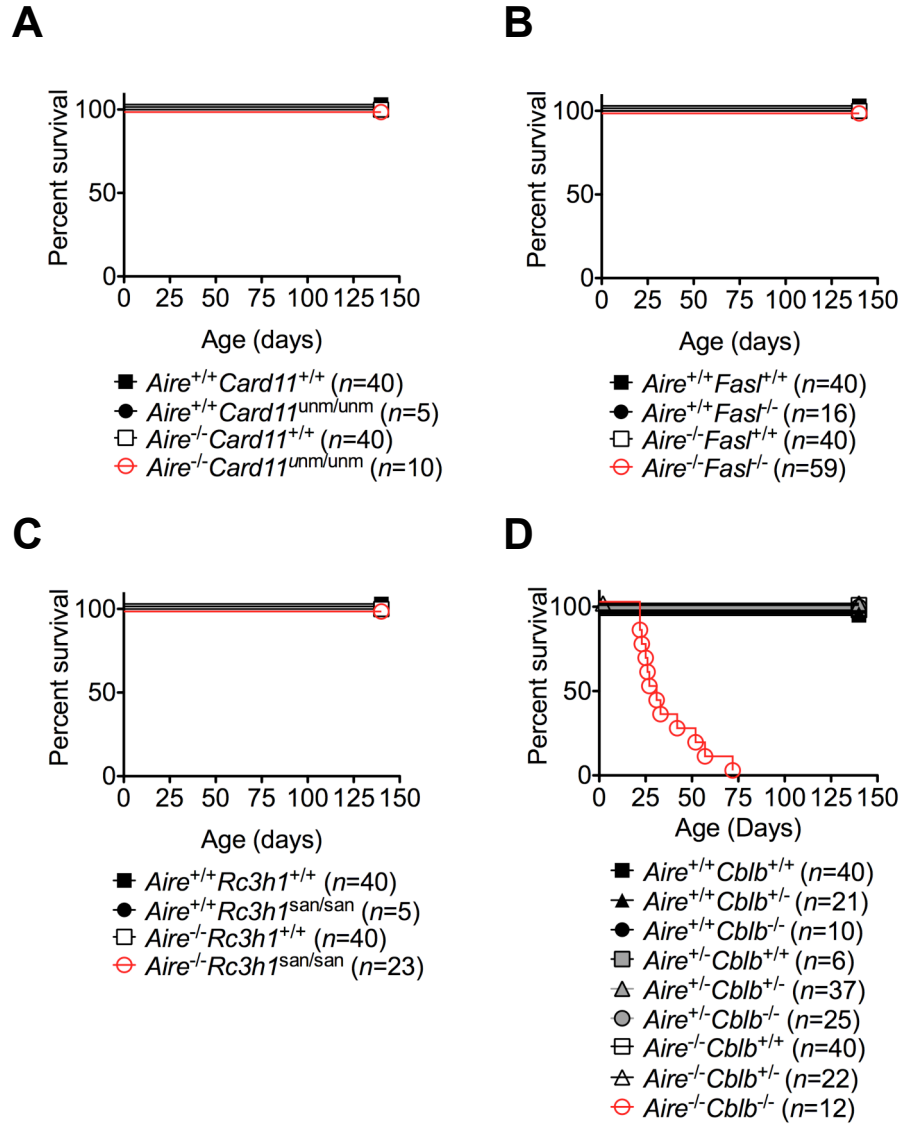 A
Percent survival
100
50
0
0 25 50 75 100 125 150
Age (days)
Aire+/+Card11+/+ (n=40)
Aire+/+Card11unm/unm (n=5)
Aire-/-Card11+/+ (n=40)
Aire-/-Card11unm/unm (n=10)
B
Percent survival
100
50
0
0 25 50 75 100 125 150
Age (days)
Aire+/+Fasl+/+ (n=40)
Aire+/+Fasl-/- (n=16)
Aire-/-Fasl+/+ (n=40)
Aire-/-Fasl-/- (n=59)
C
Percent survival
100
50
0
0 25 50 75 100 125 150
Age (days)
Aire+/+Rc3h1+/+ (n=40)
Aire+/+Rc3h1san/san (n=5)
Aire-/-Rc3h1+/+ (n=40)
Aire-/-Rc3h1san/san (n=23)
D
Percent survival
100
50
0
0 25 50 75 100 125 150
Age (Days)
Aire+/+Cblb+/+ (n=40)
Aire+/+Cblb+/- (n=21)
Aire+/+Cblb-/- (n=10)
Aire+/-Cblb+/+ (n=6)
Aire+/-Cblb+/- (n=37)
Aire+/-Cblb-/- (n=25)
Aire-/-Cblb+/+ (n=40)
Aire-/-Cblb+/- (n=22)
Aire-/-Cblb-/- (n=12)